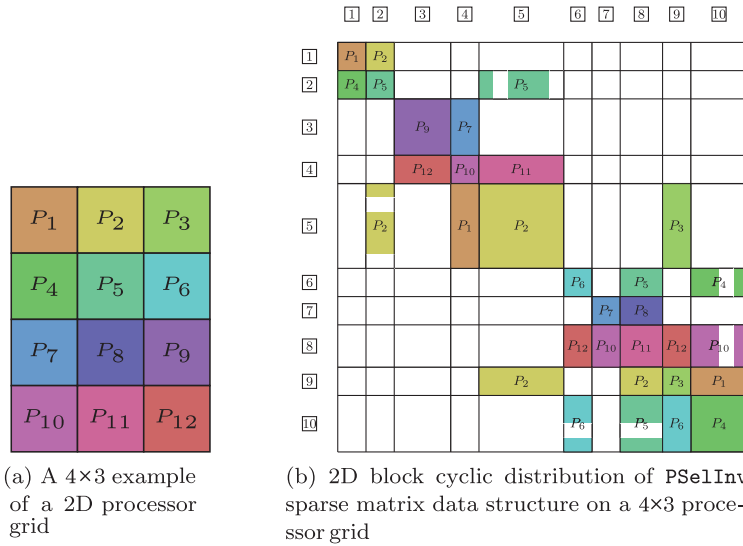 1 2 3 4 5 6 7 8 9 10
1 P1 P2
2 P4 P5 P5
3 P9 P7
4 P12 P10 P11
5 P2 P1 P2 P3
6 P6 P5 P4
7 P7 P8
8 P12 P10 P11 P12 P10
9 P2 P2 P3 P1
10 P6 P5 P6 P4
P1 P2 P3
P4 P5 P6
P7 P8 P9
P10 P11 P12
(a) A 4×3 example
of a 2D processor
grid
(b) 2D block cyclic distribution of PSelInv
sparse matrix data structure on a 4×3 proce-
ssor grid